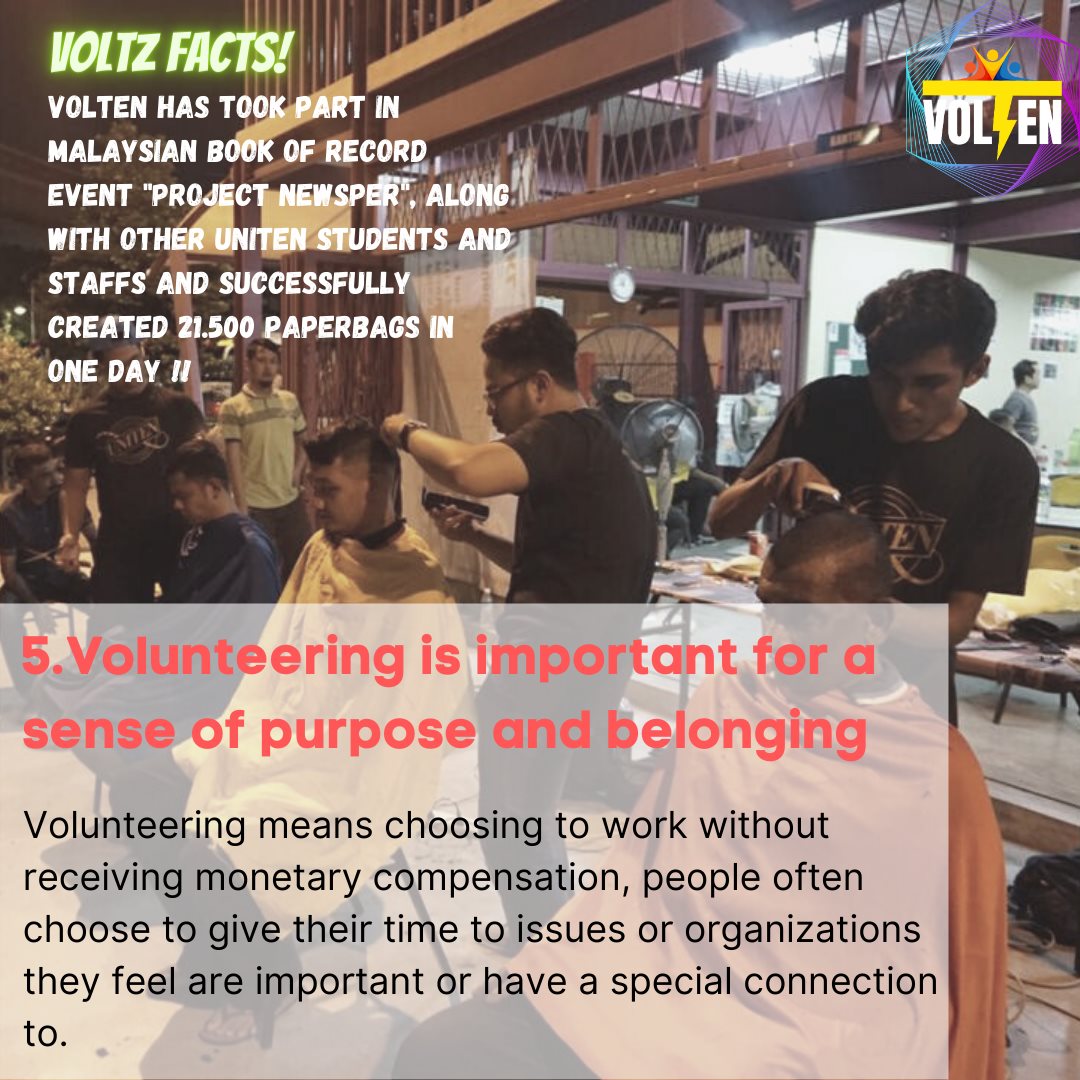 VOLTZ FACTS!
VOLTEN HAS TOOK PART IN
MALAYSIAN BOOK OF RECORD
EVENT "PROJECT NEWSPER", ALONG
WITH OTHER UNITEN STUDENTS AND
STAFFS AND SUCCESSFULLY
CREATED 21.500 PAPERBAGS IN
ONE DAY !!
VOLTEN
UNITEN
5.Volunteering is important for a
sense of purpose and belonging
Volunteering means choosing to work without
receiving monetary compensation, people often
choose to give their time to issues or organizations
they feel are important or have a special connection
to.